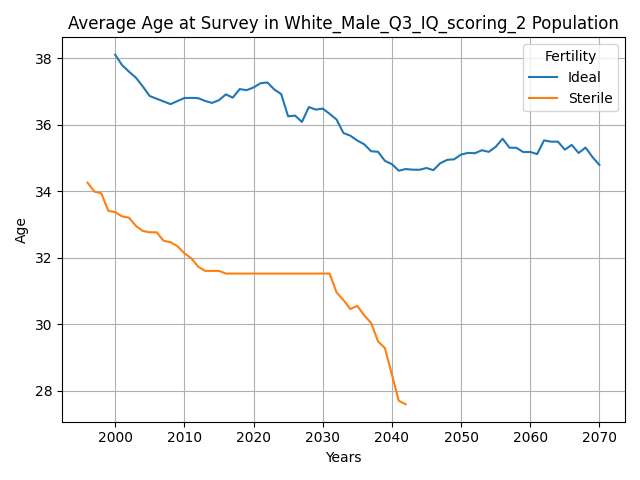 Average Age at Survey in White_Male_Q3_IQ_scoring_2 Population
Fertility
Ideal
Sterile
38
36
34
32
30
28
Age
2000 2010 2020 2030 2040 2050 2060 2070
Years